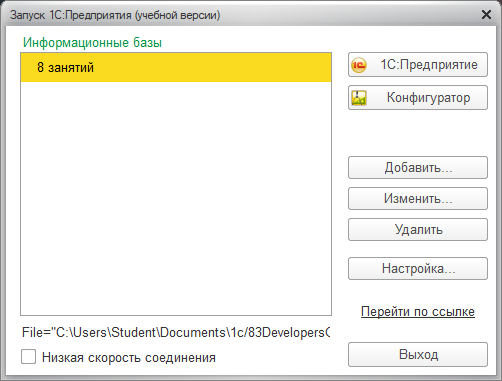 Запуск 1С:Предприятия (учебной версии)
Информационные базы
8 занятий
1С:Предприятие
Конфигуратор
Добавить...
Изменить...
Удалить
Настройка...
Перейти по ссылке
File="C:\Users\Student\Documents\1c/83Developers
Низкая скорость соединения
Выход